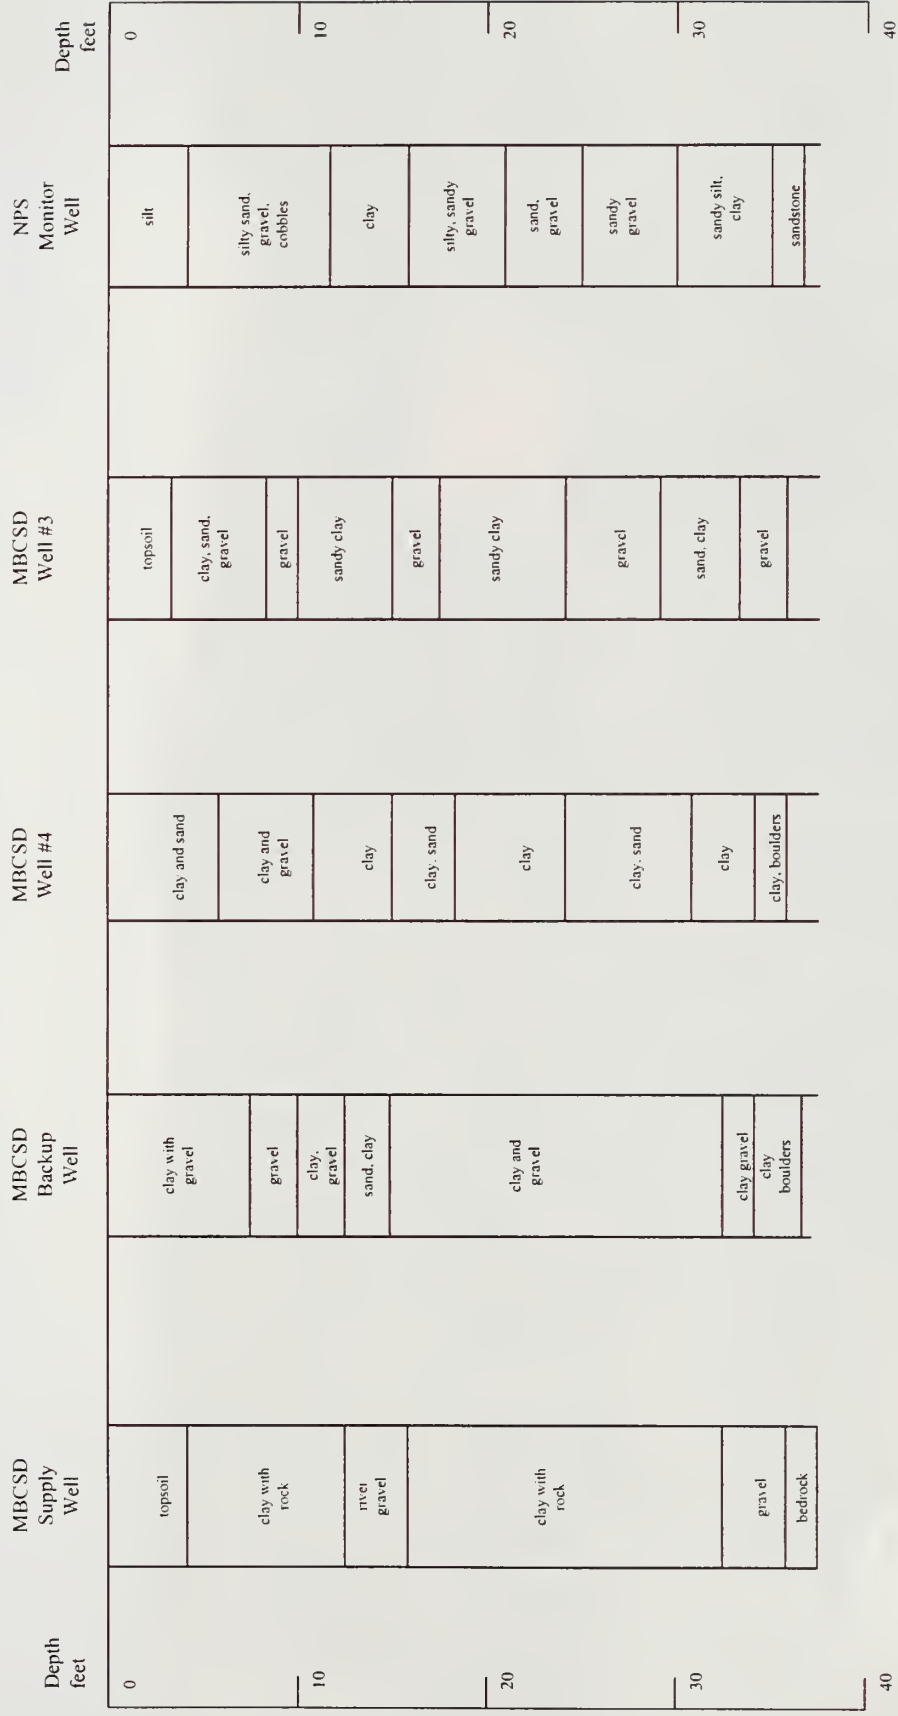 Depth
feet
0
10
20
30
40
MBCSD
Supply
Well
topsoil
clay with
rock
river
gravel
clay with
rock
gravel
bedrock
MBCSD
Backup
Well
clay with
gravel
gravel
clay,
gravel
sand, clay
clay and
gravel
clay gravel
clay
boulders
MBCSD
Well #4
clay and sand
clay and
gravel
clay
clay, sand
clay
clay, sand
clay
clay, boulders
MBCSD
Well #3
topsoil
clay, sand,
gravel
gravel
sandy clay
gravel
sandy clay
gravel
sand, clay
gravel
NPS
Monitor
Well
silt
silty sand,
gravel,
cobbles
clay
silty, sandy
gravel
sand,
gravel
sandy
gravel
sandy silt,
clay
sandstone
Depth
feet
0
10
20
30
40